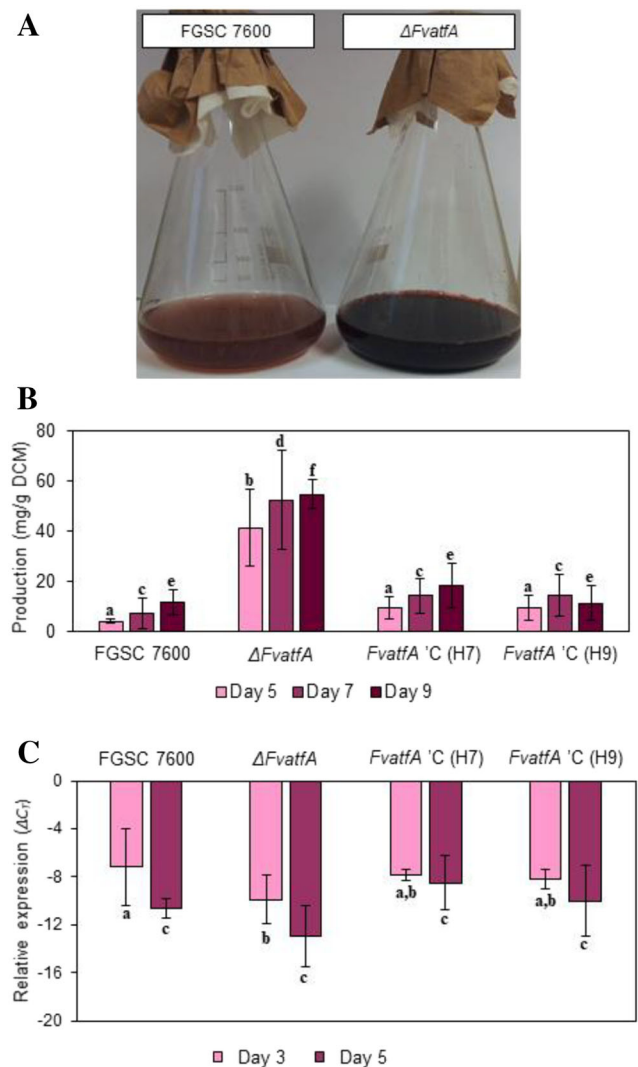 A
FGSC 7600 ΔFvatfA
B
Production (mg/g DCM)
80
60
40
20
0
a c e b d f a c e a c e
FGSC 7600 ΔFvatfA FvatfA 'C (H7) FvatfA 'C (H9)
Day 5 Day 7 Day 9
C
FGSC 7600 ΔFvatfA FvatfA 'C (H7) FvatfA 'C (H9)
Relative expression (ΔCT)
0
-4
-8
-12
-16
-20
a c b c a,b c a,b c
Day 3 Day 5